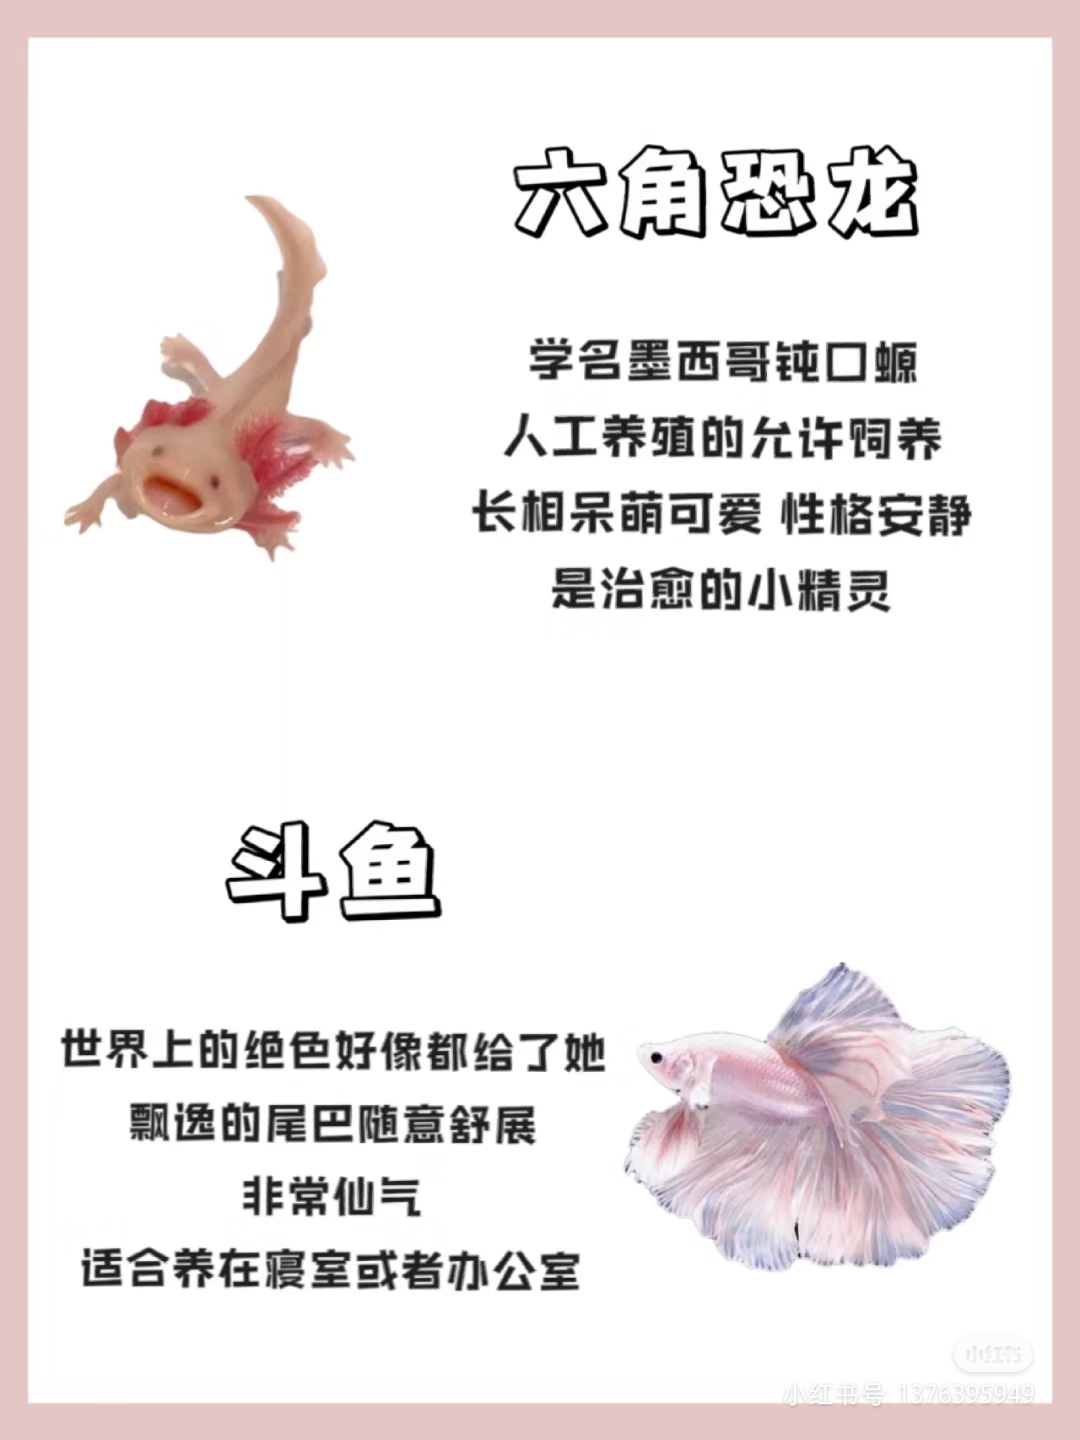 六角恐龙
学名墨西哥钝口螈
人工养殖的允许饲养
长相呆萌可爱 性格安静
是治愈的小精灵
斗鱼
世界上的绝色好像都给了她
飘逸的尾巴随意舒展
非常仙气
适合养在寝室或者办公室
小红书
小红书号: 1376395949